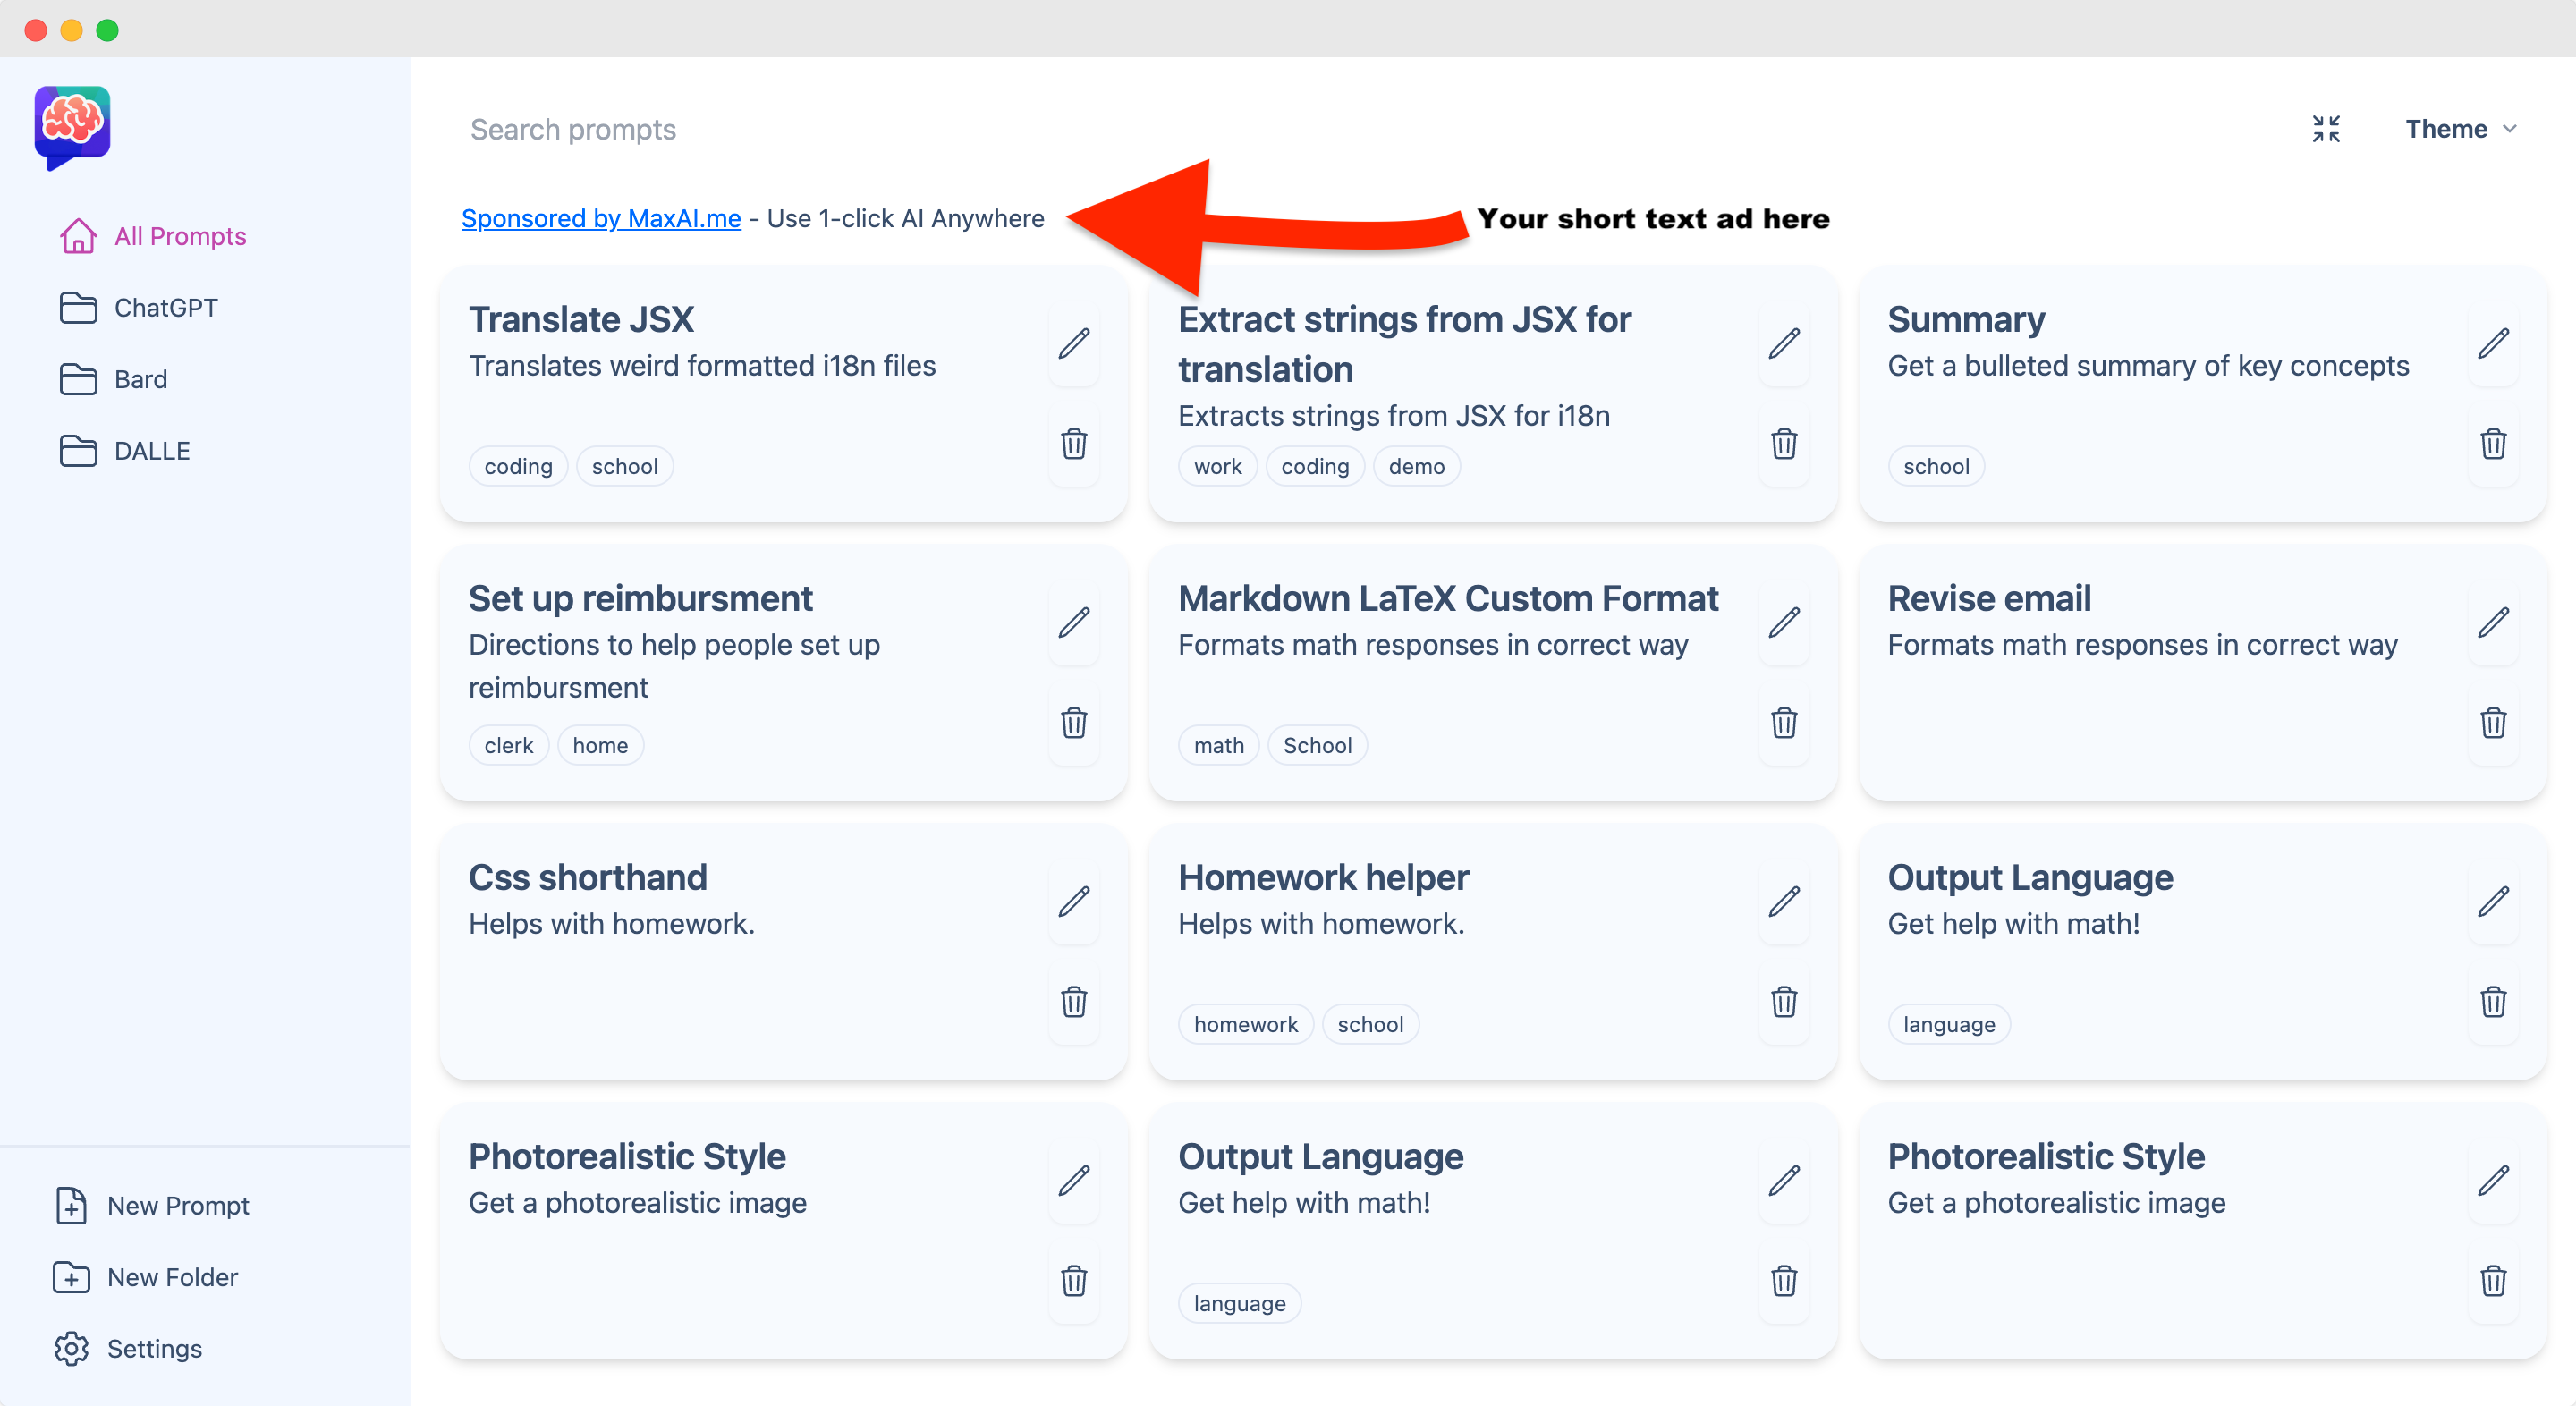 Search prompts
Theme
Sponsored by MaxAI.me - Use 1-click AI Anywhere
Your short text ad here
All Prompts
ChatGPT
Bard
DALLE
New Prompt
New Folder
Settings
Translate JSX
Translates weird formatted i18n files
coding school
Extract strings from JSX for
translation
Extracts strings from JSX for i18n
work coding demo
Summary
Get a bulleted summary of key concepts
school
Set up reimbursment
Directions to help people set up
reimbursment
clerk home
Markdown LaTeX Custom Format
Formats math responses in correct way
math School
Revise email
Formats math responses in correct way
Css shorthand
Helps with homework.
Homework helper
Helps with homework.
homework school
Output Language
Get help with math!
language
Photorealistic Style
Get a photorealistic image
Output Language
Get help with math!
language
Photorealistic Style
Get a photorealistic image